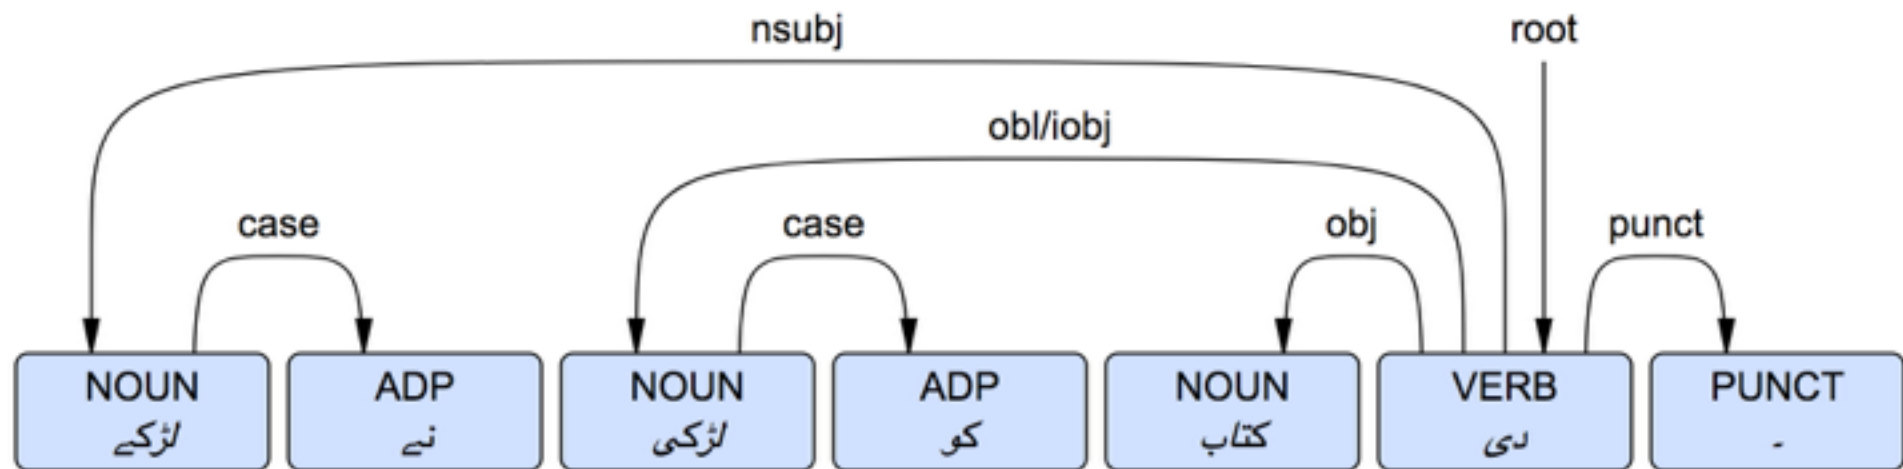 nsubj root
obl/iobj
case case obj punct
NOUN ADP NOUN ADP NOUN VERB PUNCT
لڑکے نے لڑکی کو کتاب دی ۔